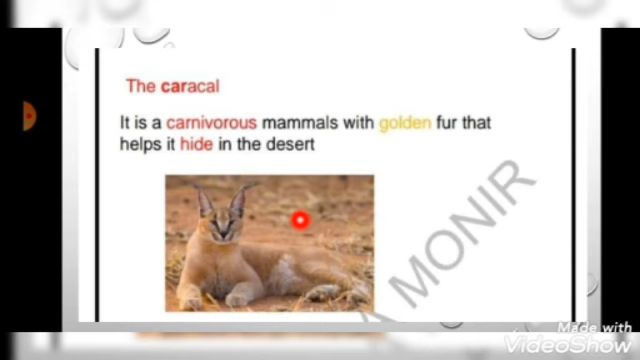 The caracal
It is a carnivorous mammals with golden fur that
helps it hide in the desert
A MONIR
Made with
VideoShow